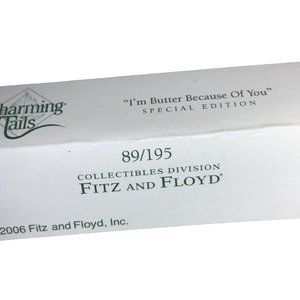 harming
Tails
"I'm Butter Because Of You"
SPECIAL EDITION
89/195
COLLECTIBLES DIVISION
FITZ AND FLOYD®
2006 Fitz and Floyd, Inc.